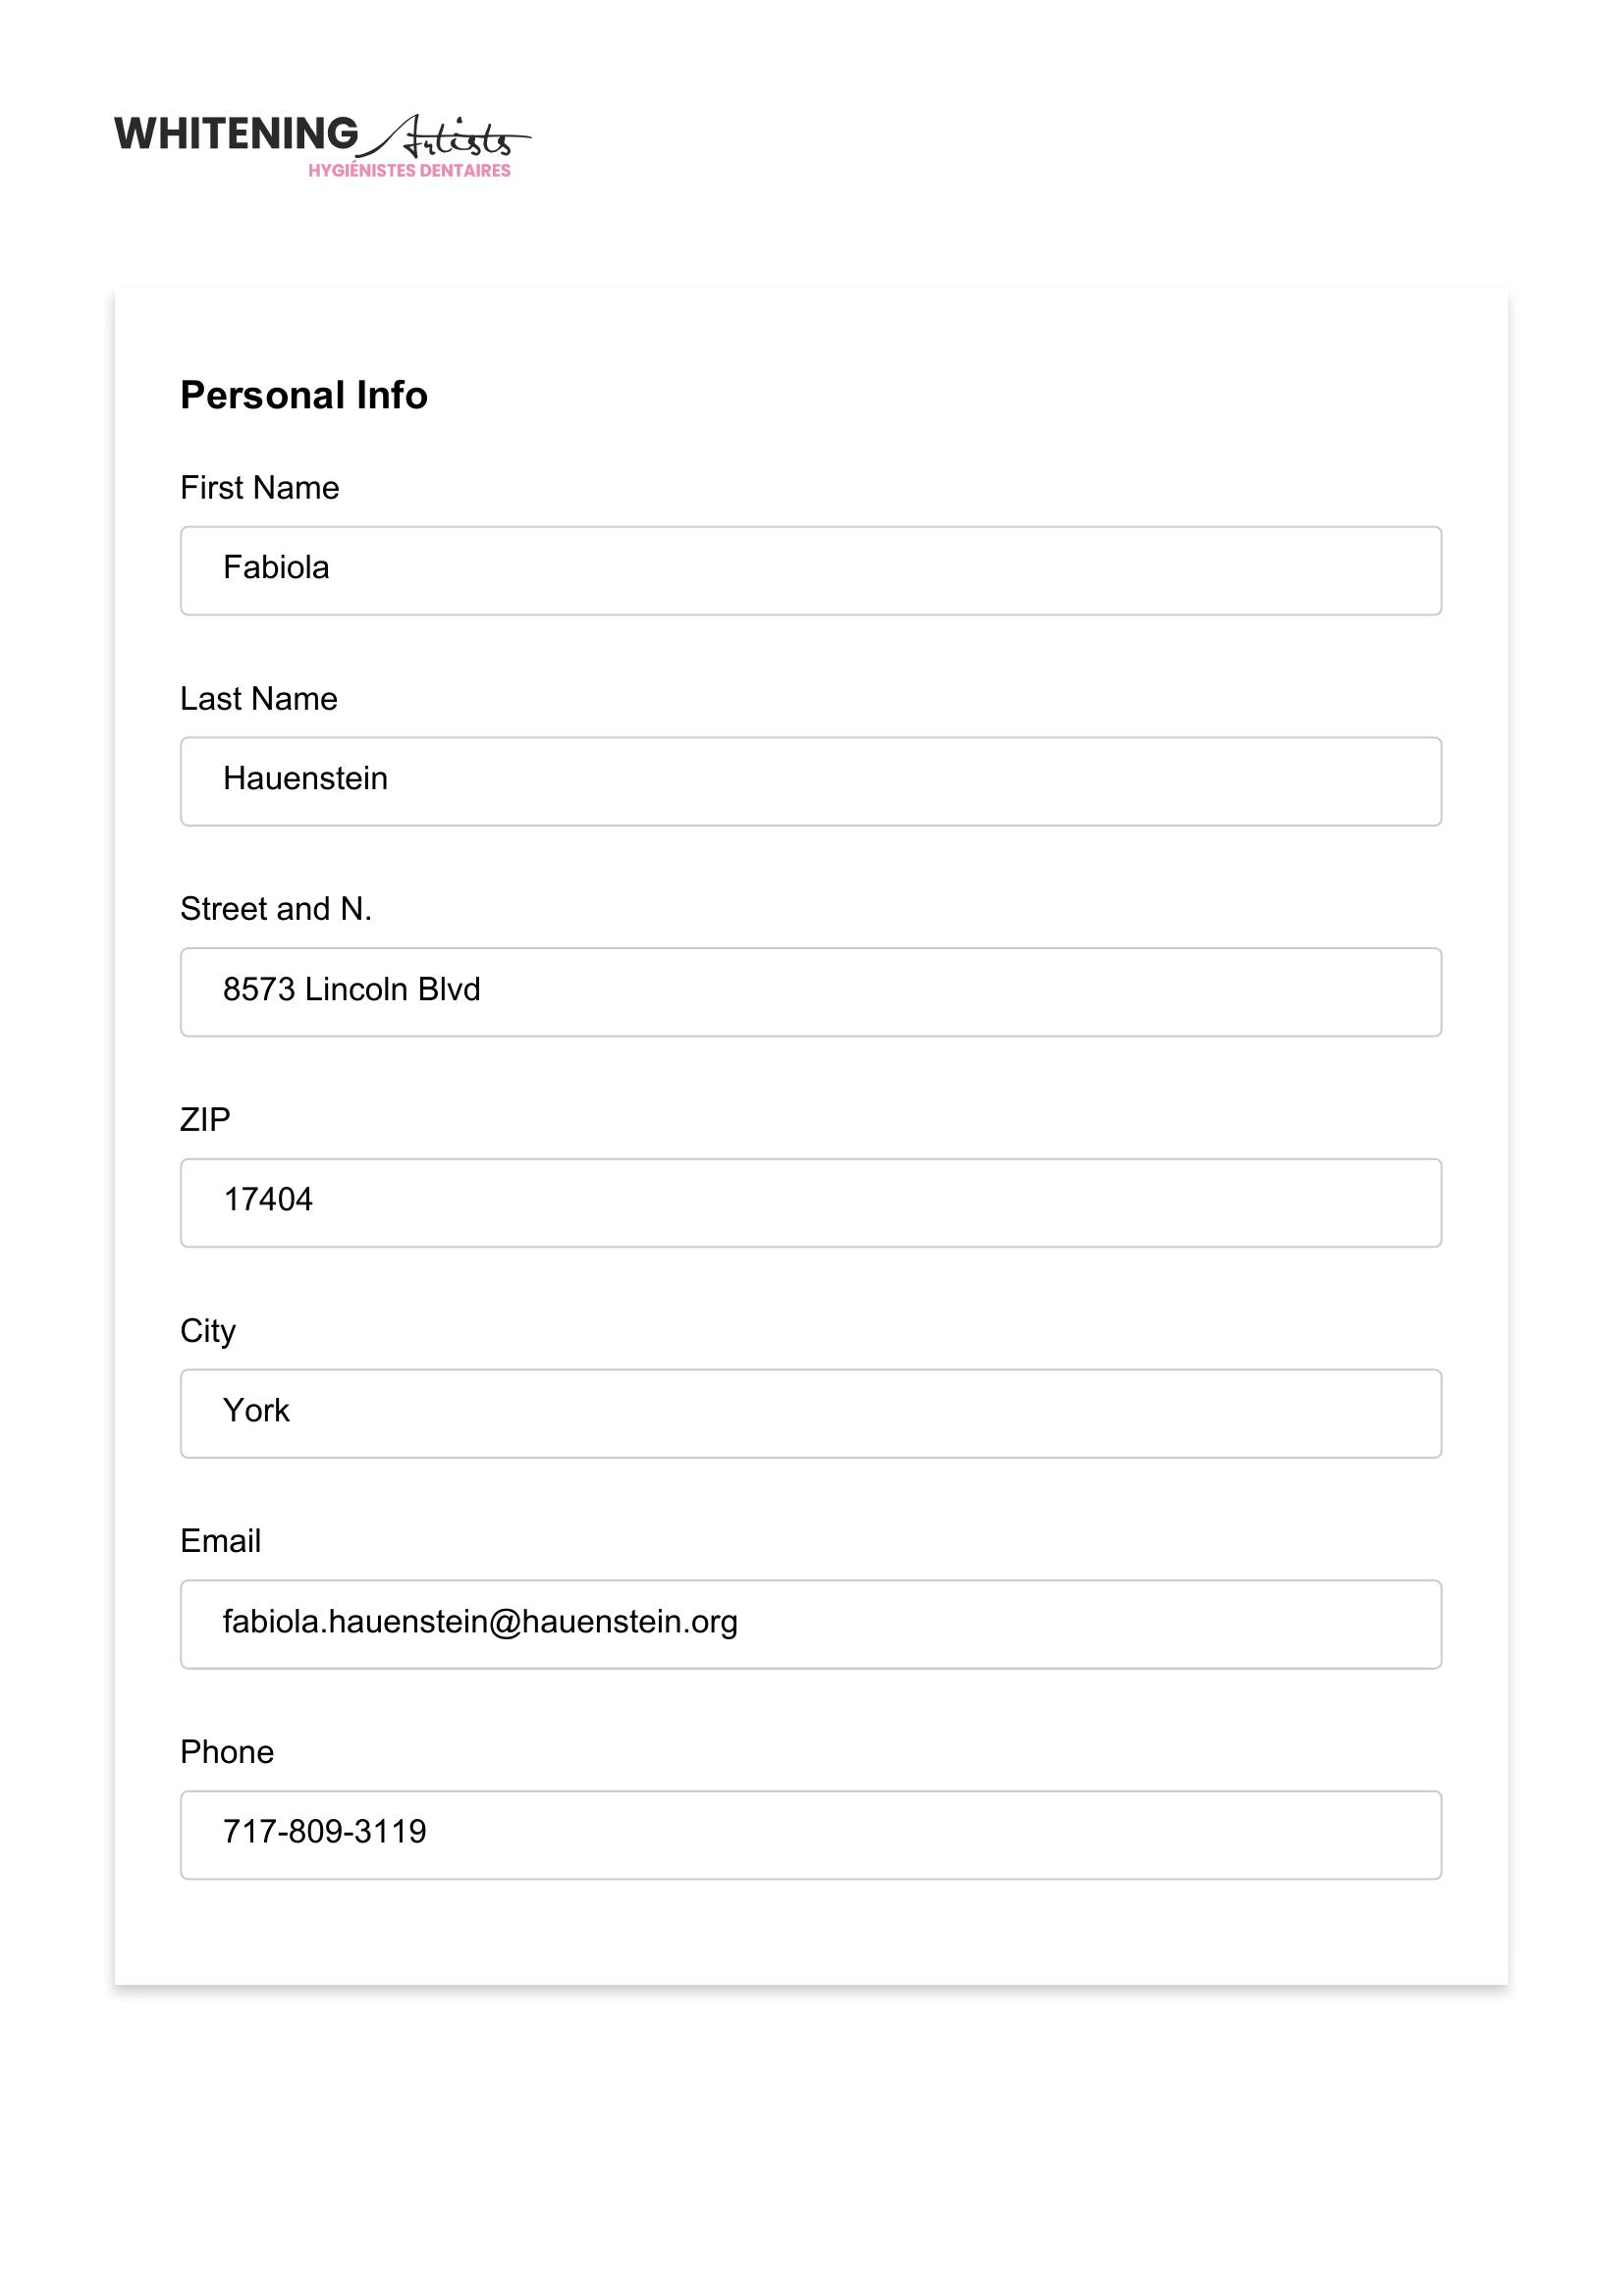 WHITENING Artists
HYGIÉNISTES DENTAIRES
Personal Info
First Name
Fabiola
Last Name
Hauenstein
Street and N.
8573 Lincoln Blvd
ZIP
17404
City
York
Email
fabiola.hauenstein@hauenstein.org
Phone
717-809-3119